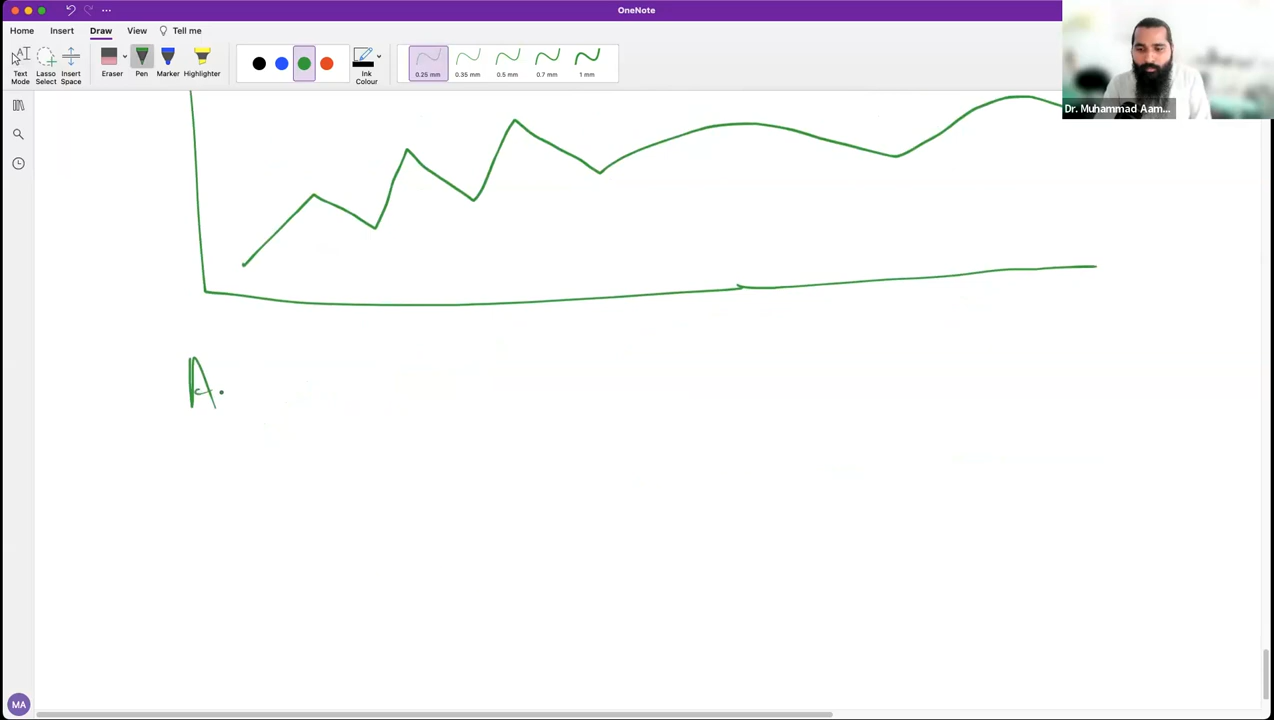 OneNote
Home Insert Draw View Tell me
Text Mode
Lasso Select
Insert Space
Eraser
Pen
Marker
Highlighter
Ink Colour
0.25 mm
0.35 mm
0.5 mm
0.7 mm
1 mm
Dr. Muhammad Aam...
A.
MA